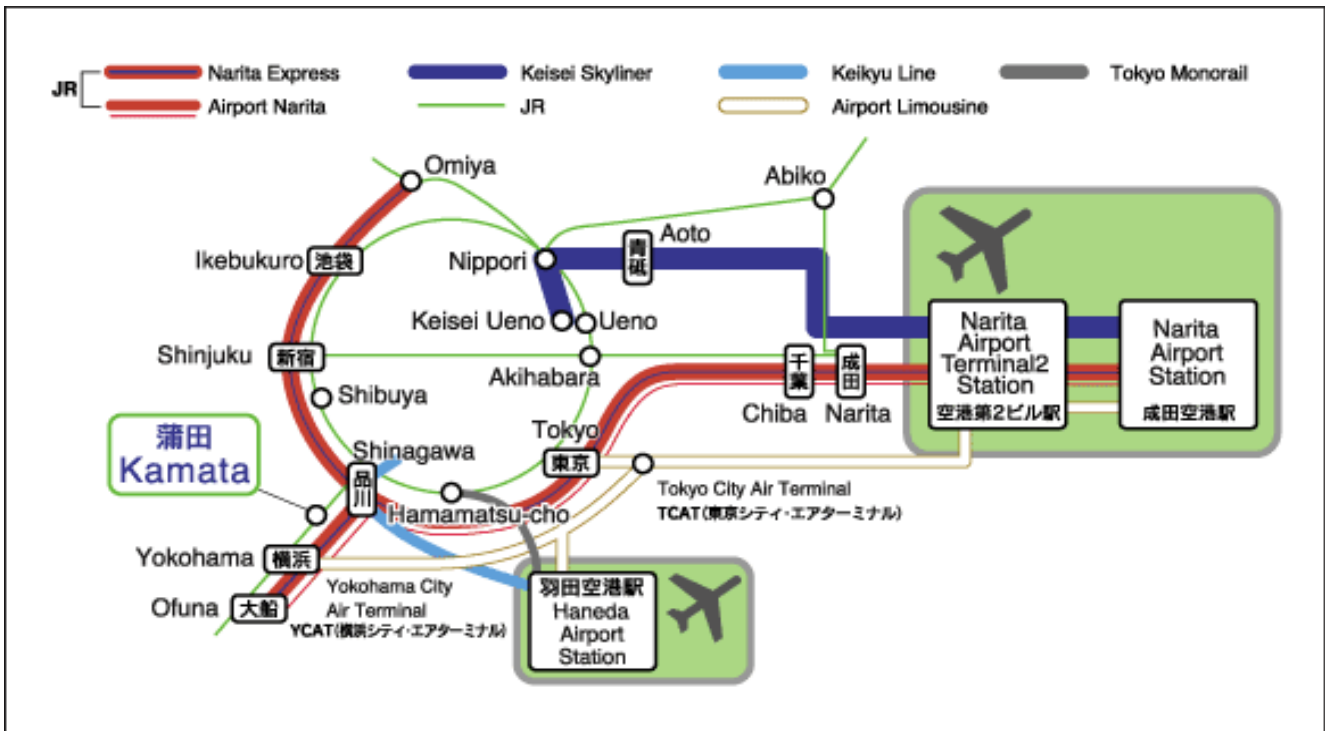 JR
Narita Express
Keisei Skyliner
Keikyu Line
Tokyo Monorail
Airport Narita
JR
Airport Limousine
Omiya
Abiko
Ikebukuro
池袋
Nippori
青砥
Aoto
Keisei Ueno
Ueno
Narita
Airport
Terminal2
Station
空港第2ビル駅
Narita
Airport
Station
成田空港駅
Shinjuku
新宿
Akihabara
千葉
Chiba
成田
Narita
Shibuya
蒲田
Kamata
Shinagawa
品川
Tokyo
東京
Hamamatsu-cho
Tokyo City Air Terminal
TCAT(東京シティ・エアターミナル)
Yokohama
横浜
Ofuna
大船
Yokohama City
Air Terminal
YCAT(横浜シティ・エアターミナル)
羽田空港駅
Haneda
Airport
Station